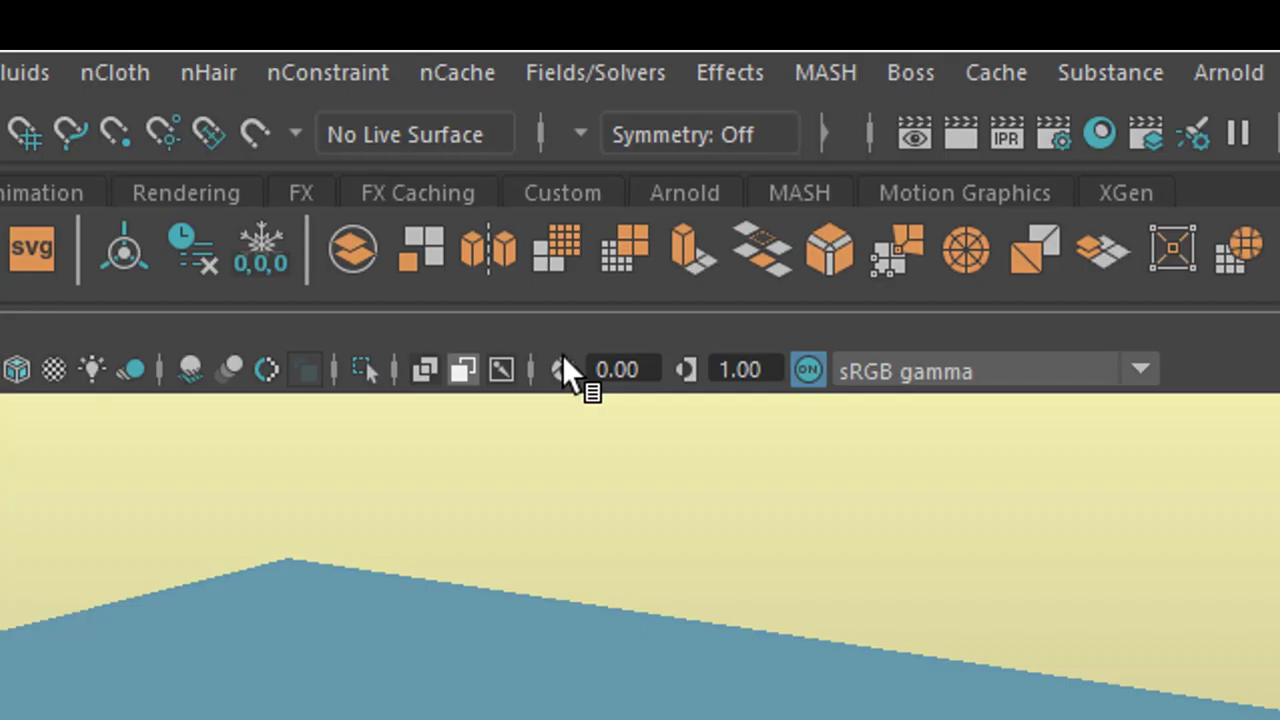 luids nCloth nHair nConstraint nCache Fields/Solvers Effects MASH Boss Cache Substance Arnold
No Live Surface Symmetry: Off IPR
nimation Rendering FX FX Caching Custom Arnold MASH Motion Graphics XGen
svg 0,0,0
0.00 1.00 ON sRGB gamma